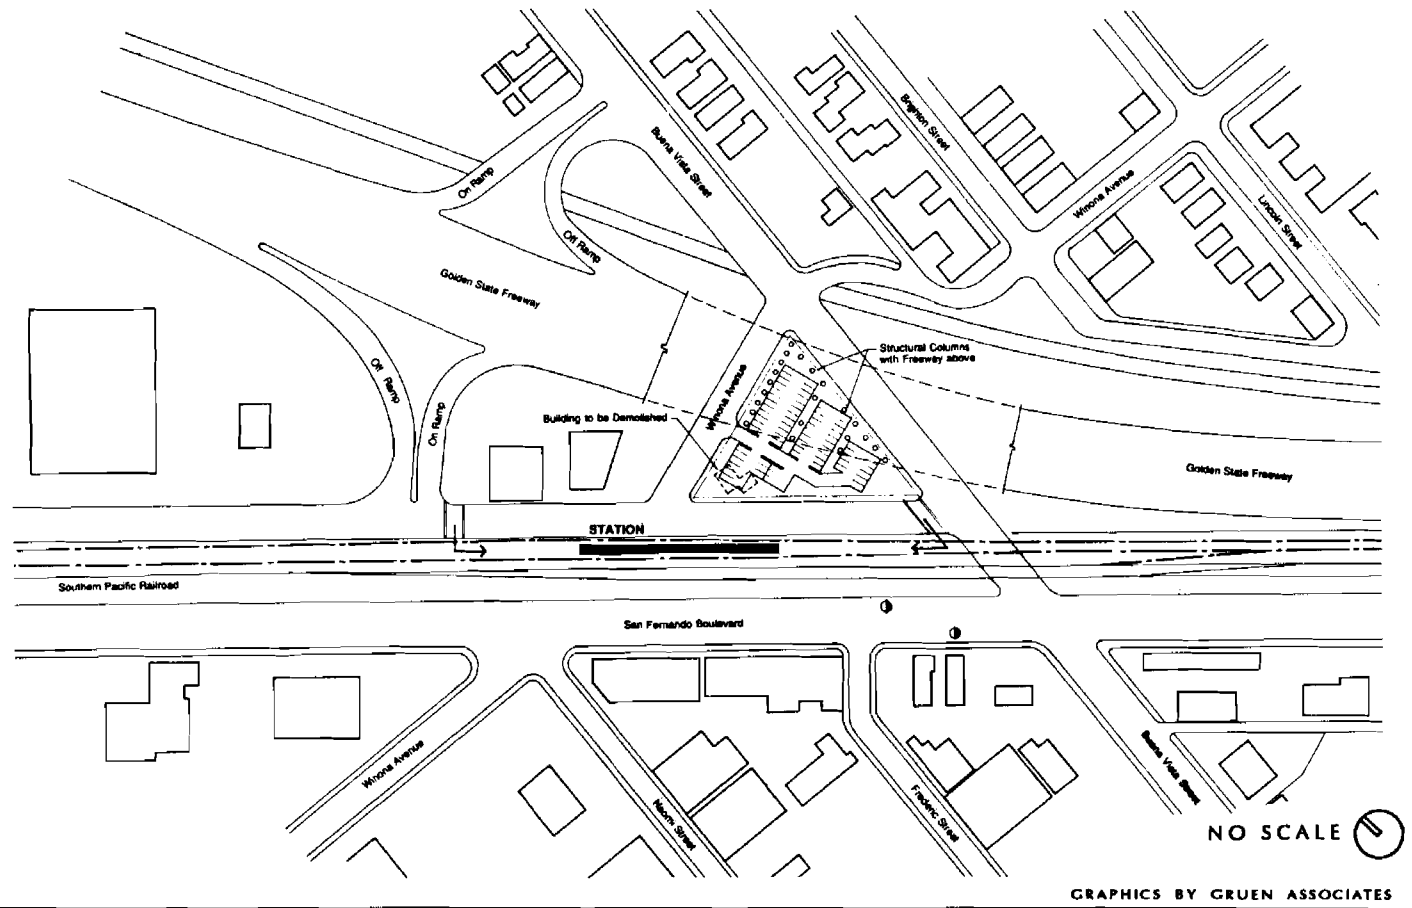 Buena Vista Street
Brighton Street
On Ramp
Winona Avenue
Lincoln Street
Off Ramp
Golden State Freeway
Structural Columns
with Freeway above
Off Ramp
Winona Avenue
On Ramp
Building to be Demolished
Golden State Freeway
STATION
Southern Pacific Railroad
San Fernando Boulevard
Winona Avenue
Naomi Street
Frederic Street
Buena Vista Street
NO SCALE
GRAPHICS BY GRUEN ASSOCIATES